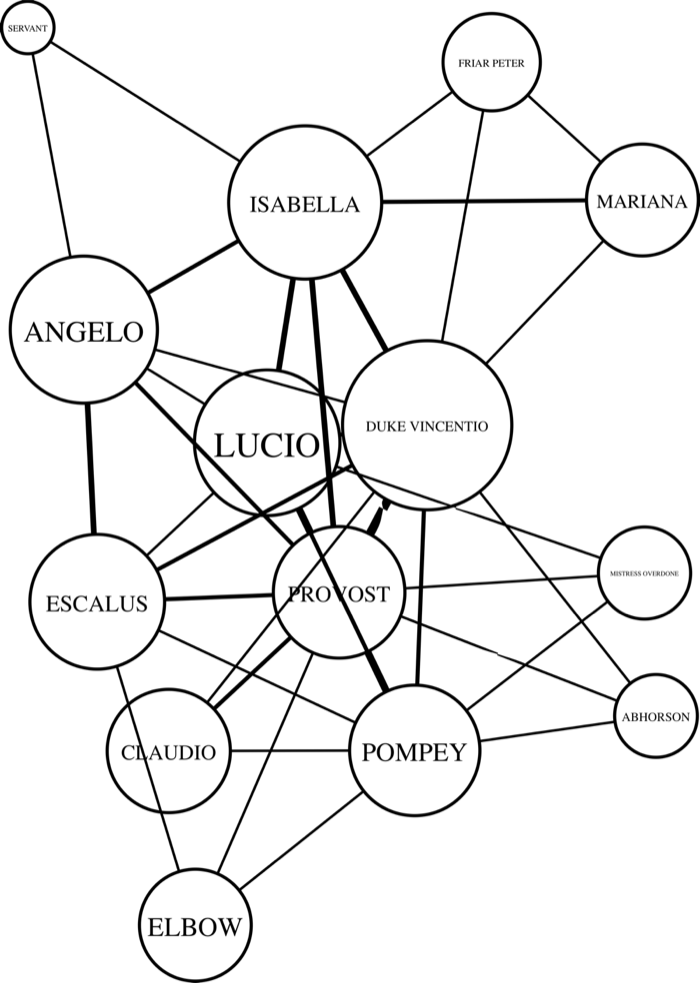 SERVANT
FRIAR PETER
ISABELLA
MARIANA
ANGELO
DUKE VINCENTIO
LUCIO
MISTRESS OVERDONE
PROVOST
ESCALUS
ABHORSON
CLAUDIO
POMPEY
ELBOW